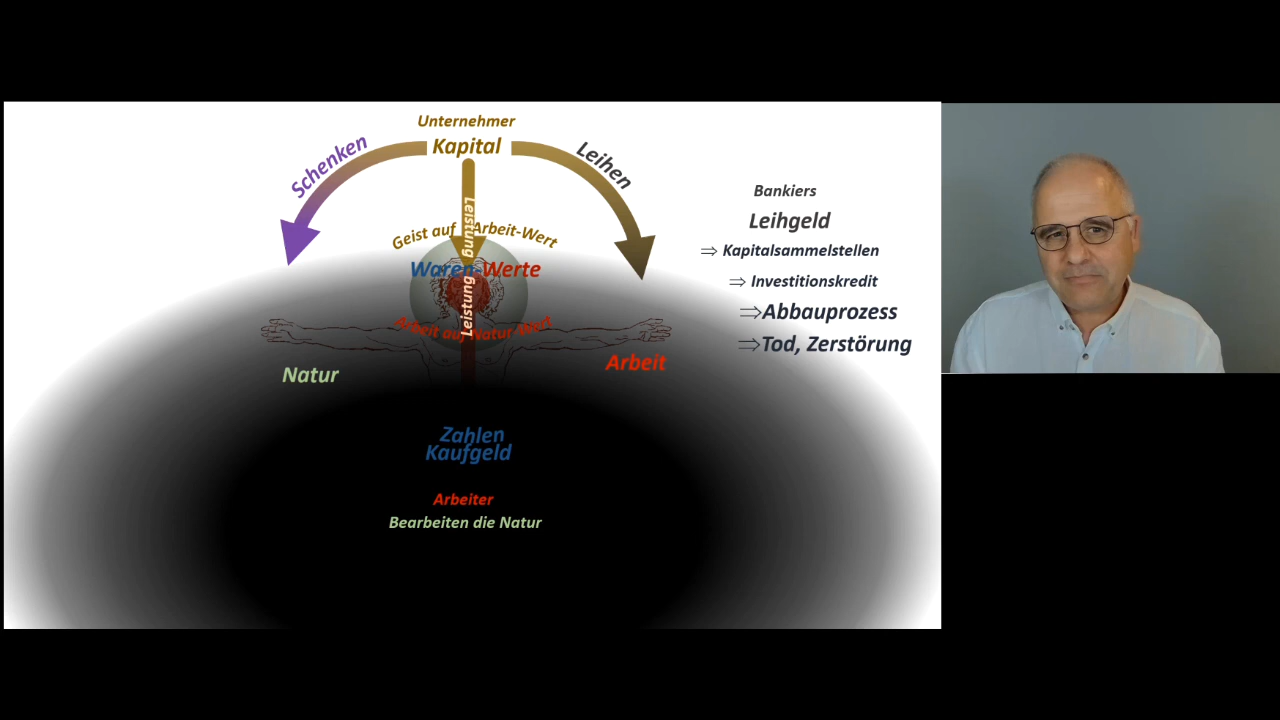 Unternehmer
Kapital
Schenken
Leihen
Leistung
Geist auf Arbeit-Wert
Waren-Werte
Leistung
Arbeit auf Natur-Wert
Natur
Arbeit
Zahlen
Kaufgeld
Arbeiter
Bearbeiten die Natur
Bankiers
Leihgeld
⇒ Kapitalsammelstellen
⇒ Investitionskredit
⇒Abbauprozess
⇒Tod, Zerstörung